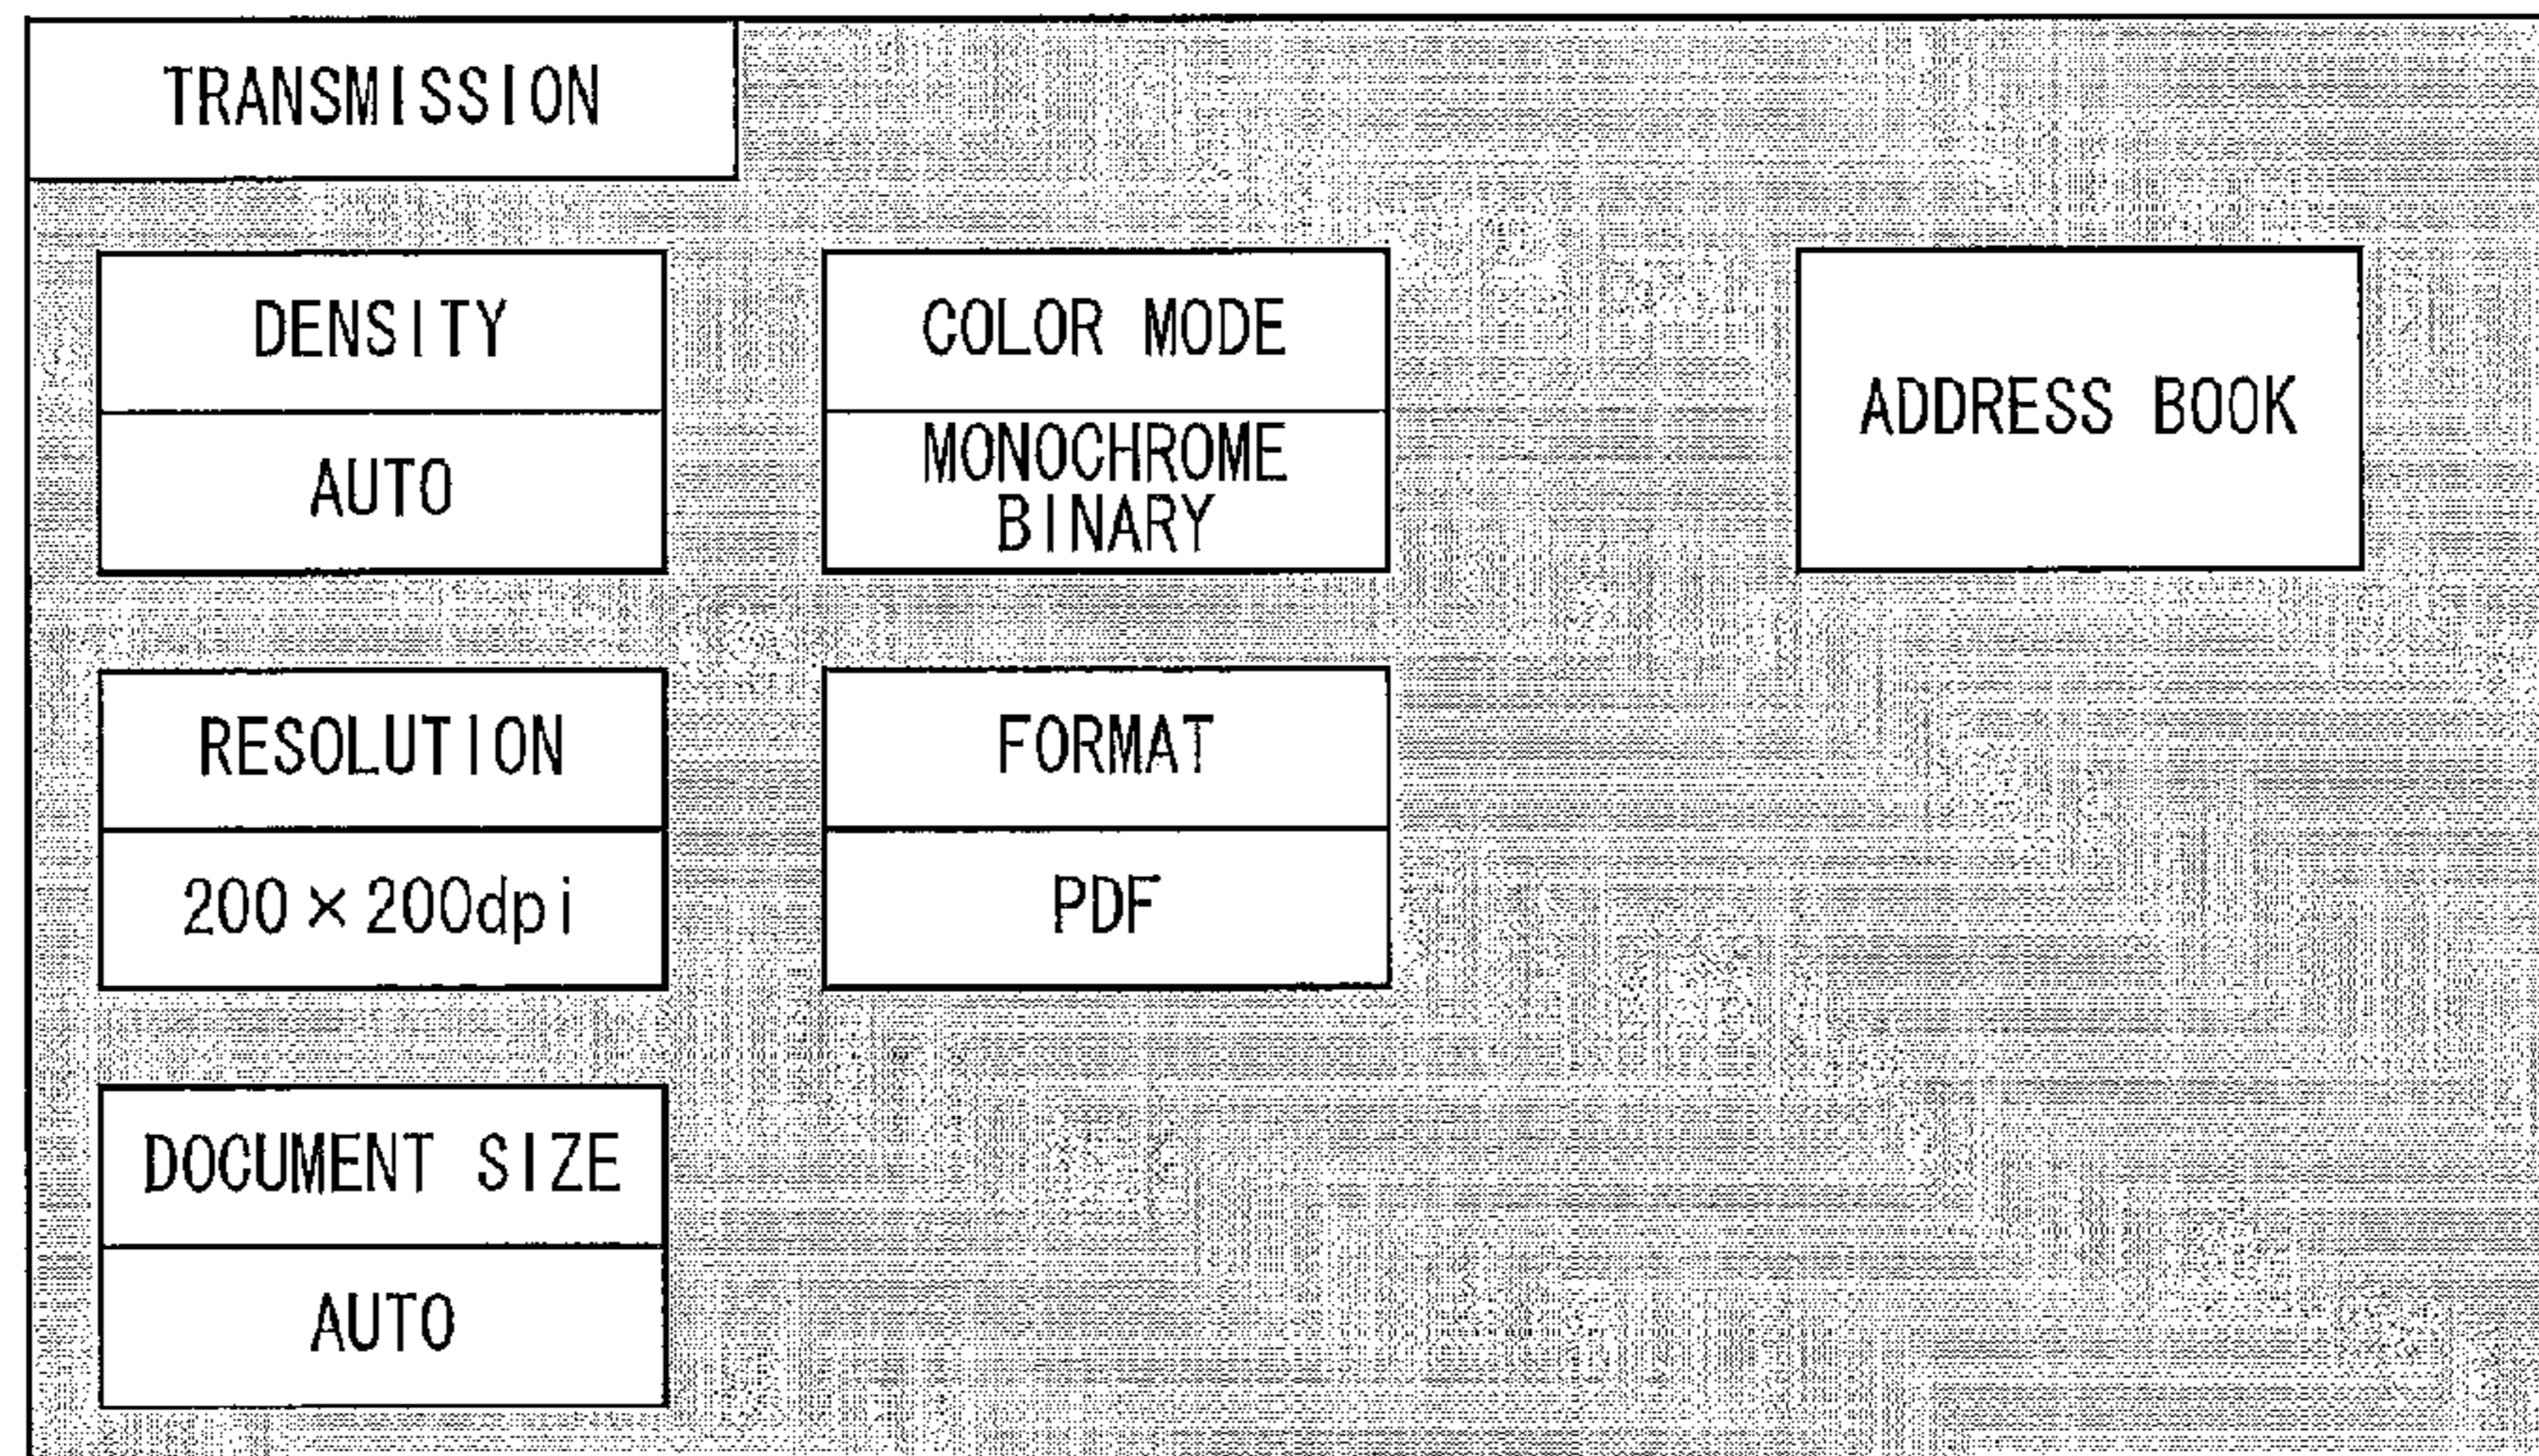 TRANSMISSION
DENSITY
AUTO
COLOR MODE
MONOCHROME
BINARY
ADDRESS BOOK
RESOLUTION
200×200dpi
FORMAT
PDF
DOCUMENT SIZE
AUTO